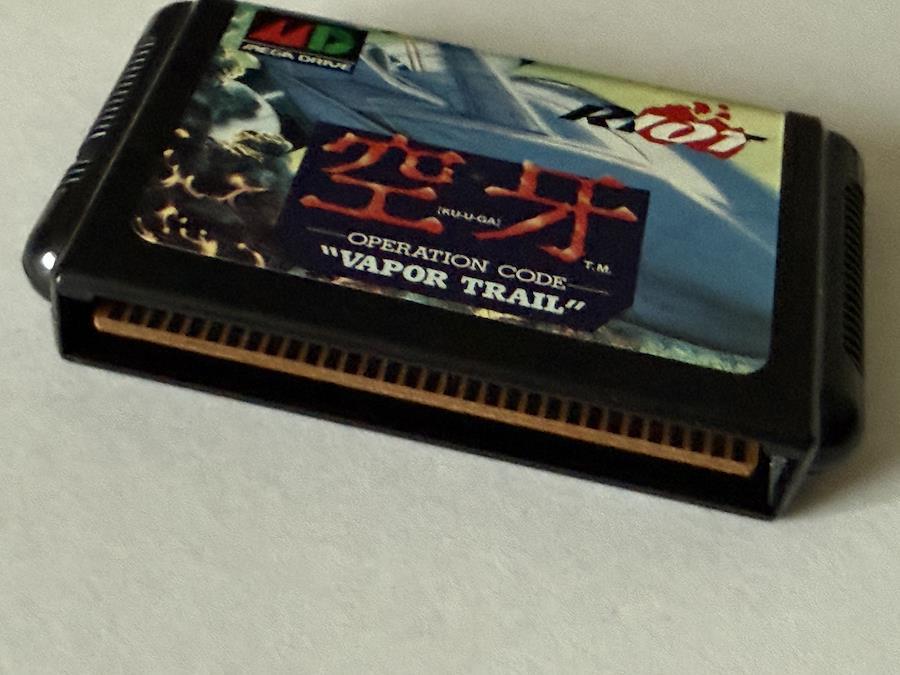 MD
MEGA DRIVE
RIOT
空牙
(KU-U-GA)
T.M.
OPERATION CODE
"VAPOR TRAIL"